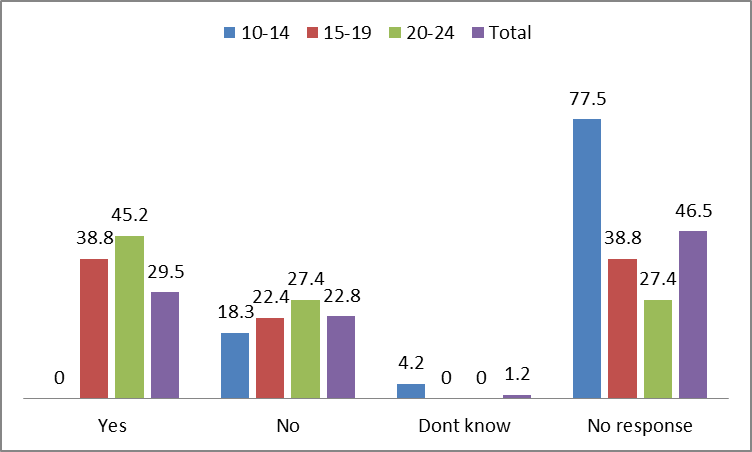 10-14 15-19 20-24 Total
0 38.8 45.2 29.5
18.3 22.4 27.4 22.8
4.2 0 0 1.2
77.5 38.8 27.4 46.5
Yes No Dont know No response